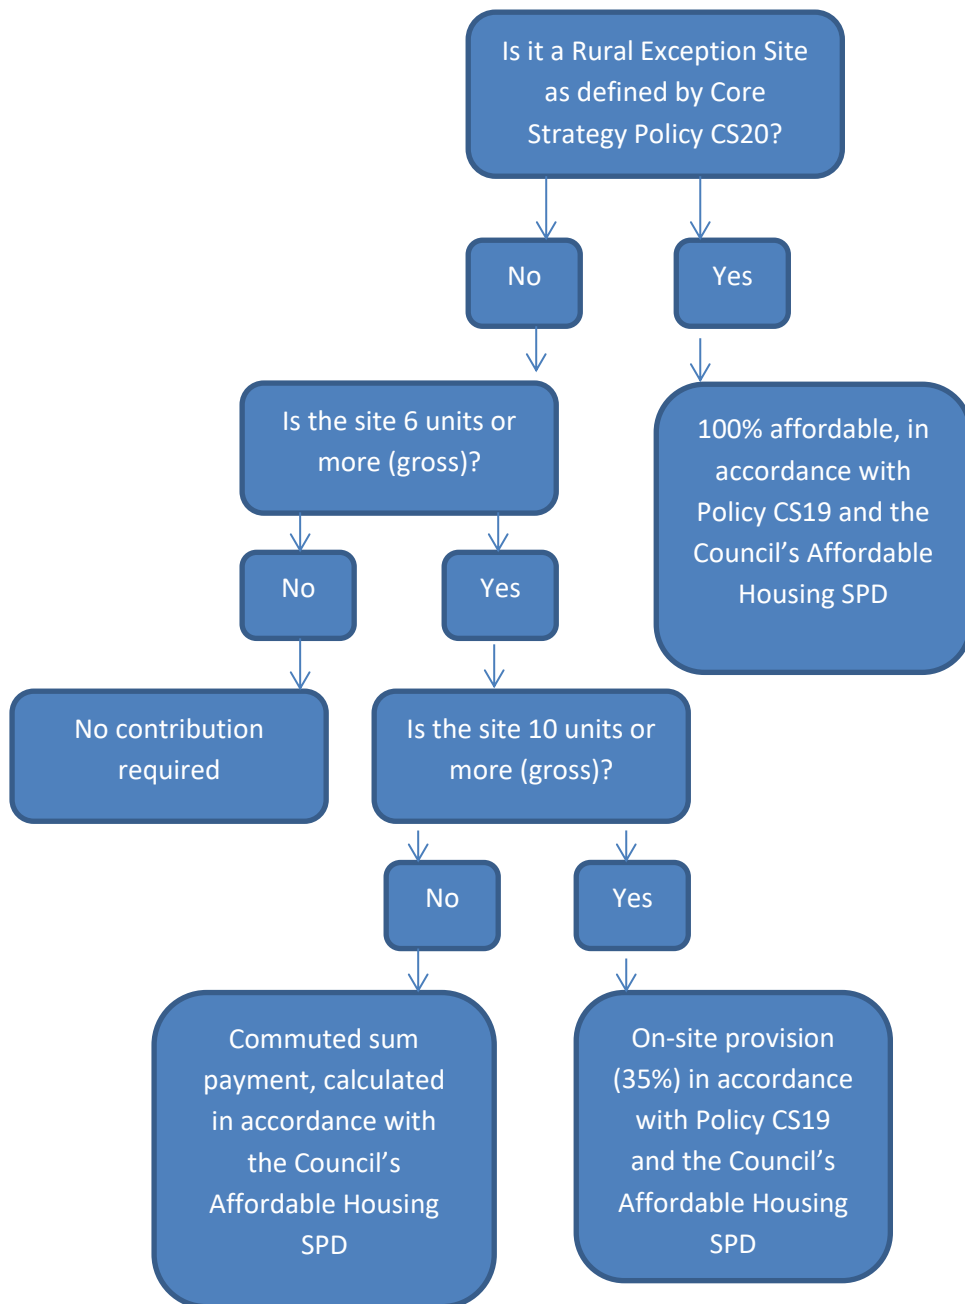 Is it a Rural Exception Site
as defined by Core
Strategy Policy CS20?
No
Yes
Is the site 6 units or
more (gross)?
100% affordable, in
accordance with
Policy CS19 and the
Council’s Affordable
Housing SPD
No
Yes
No contribution
required
Is the site 10 units or
more (gross)?
No
Yes
Commuted sum
payment, calculated
in accordance with
the Council’s
Affordable Housing
SPD
On-site provision
(35%) in accordance
with Policy CS19
and the Council’s
Affordable Housing
SPD